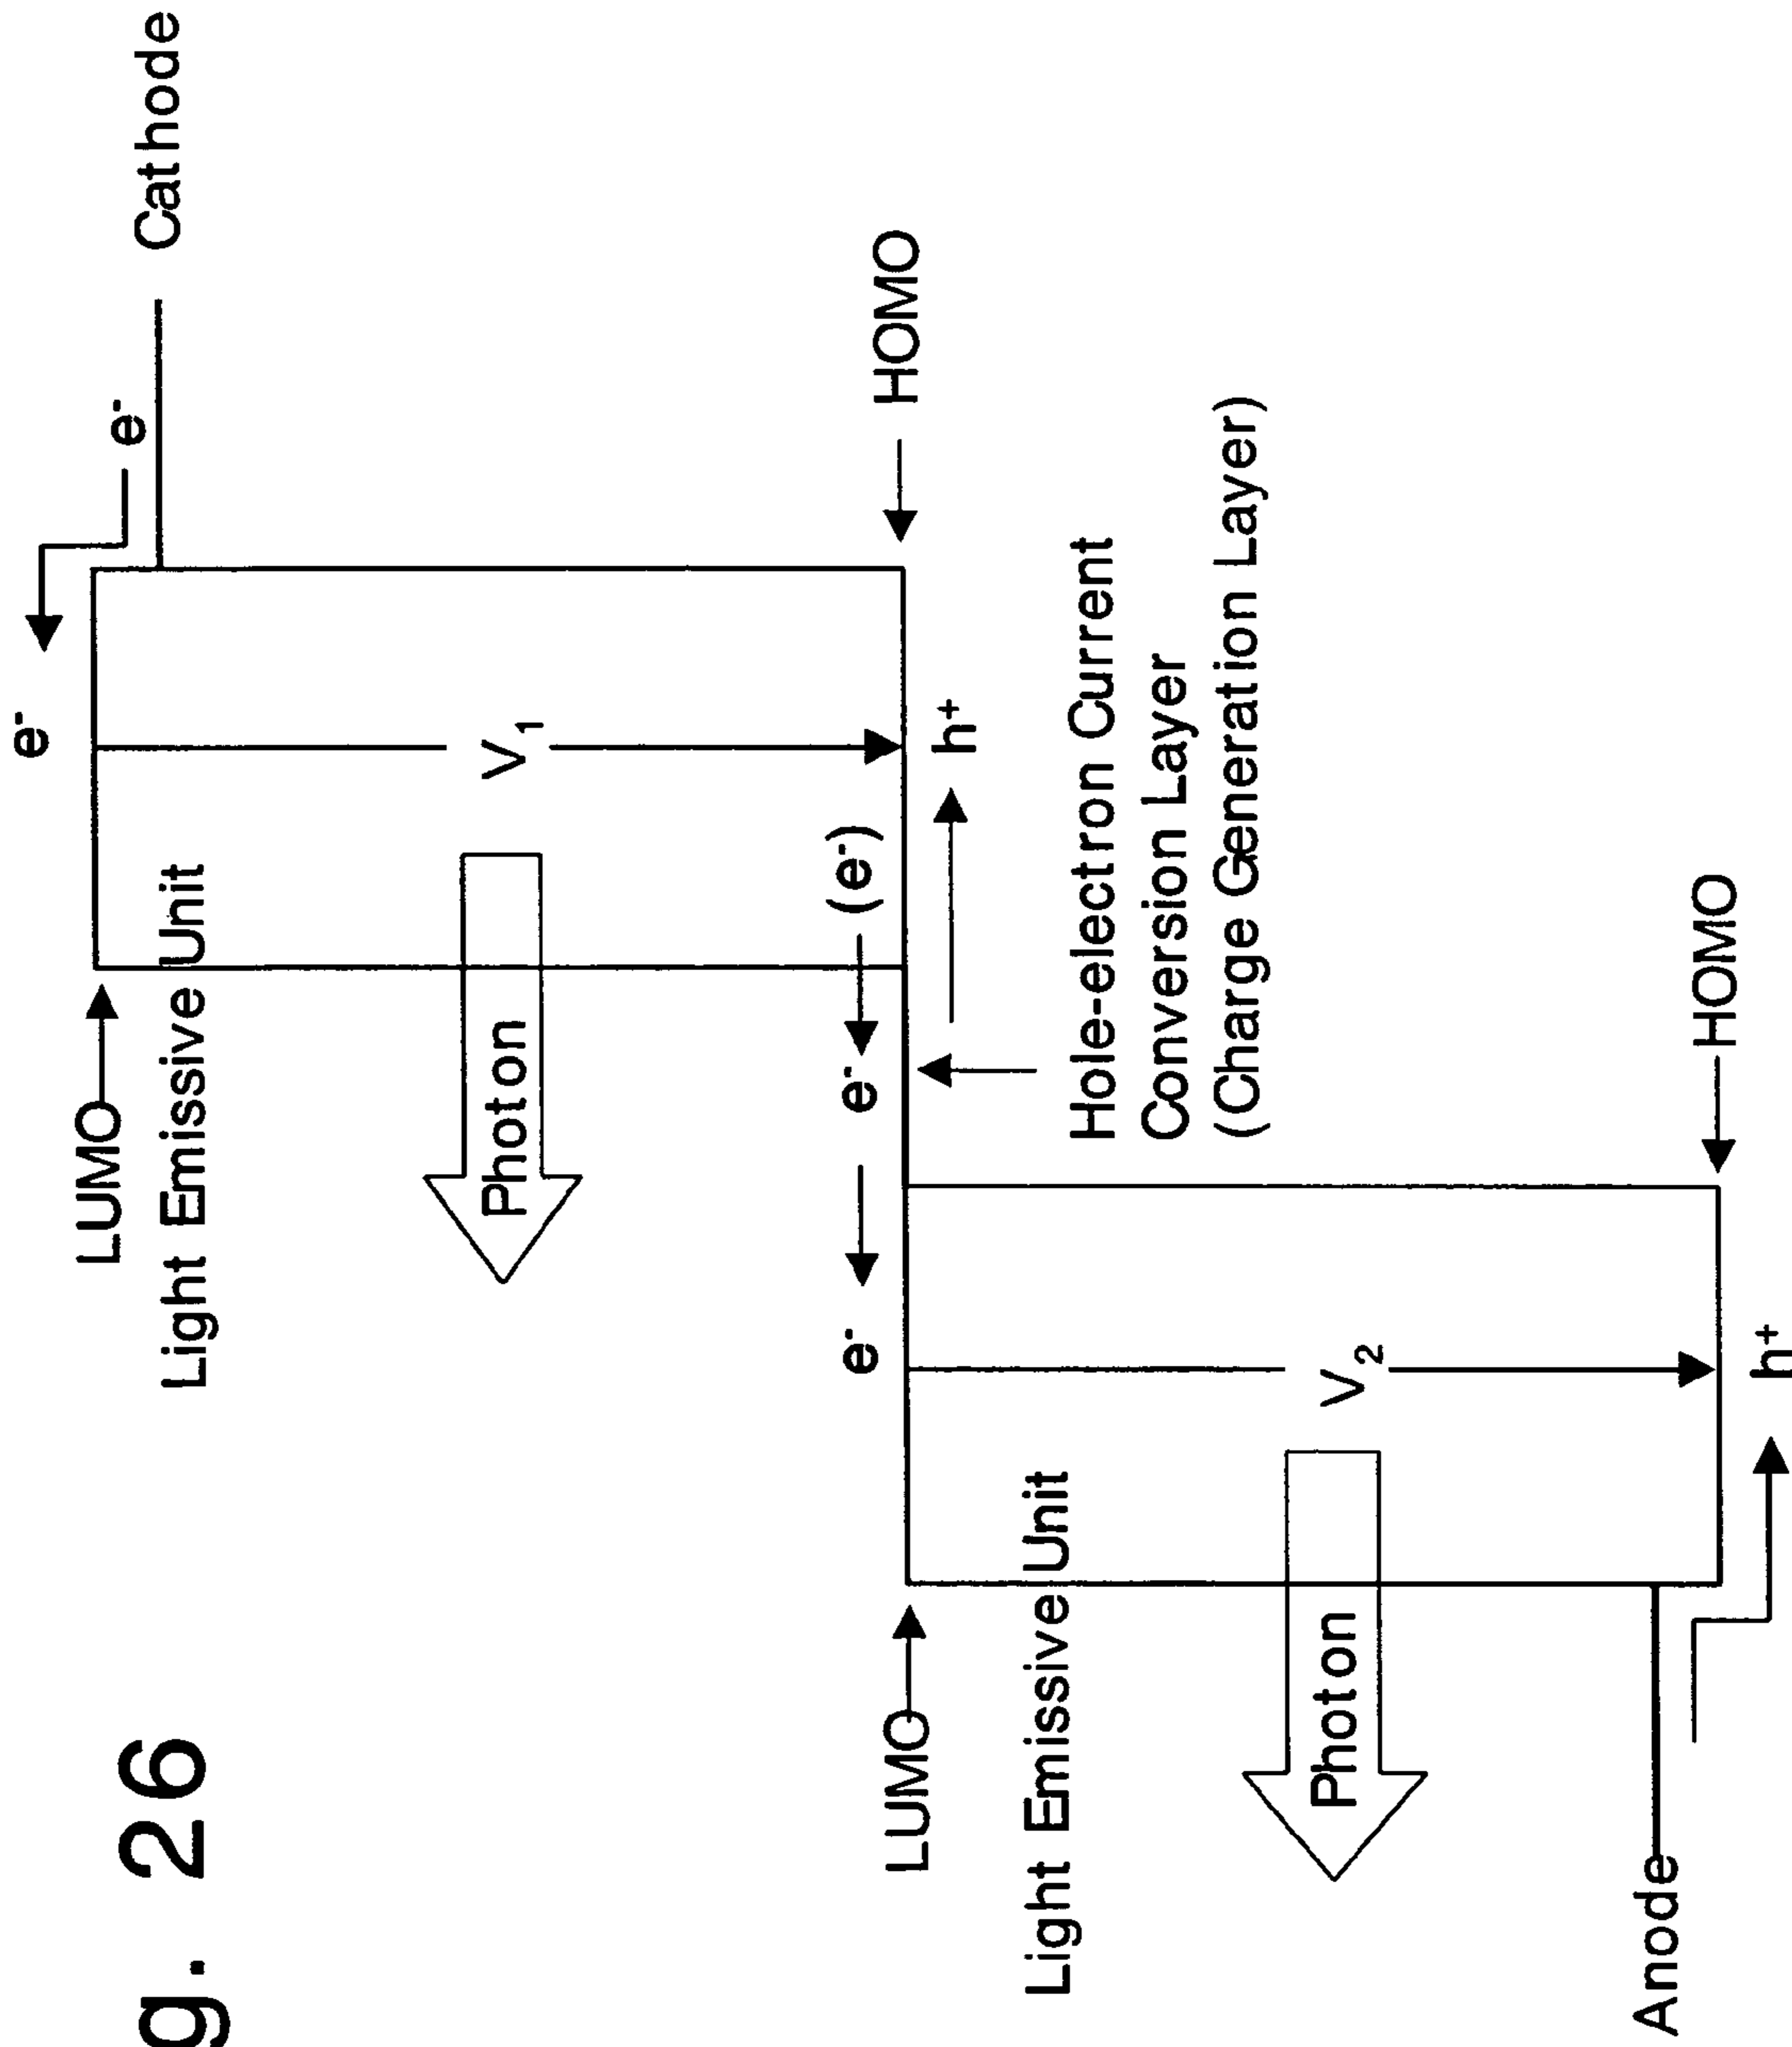 g. 26
Cathode
e-
e-
LUMO
Light Emissive Unit
V1
Photon
HOMO
(e-)
e-
e-
h+
Hole-electron Current
Conversion Layer
(Charge Generation Layer)
LUMO
Light Emissive Unit
V2
Photon
HOMO
Anode
h+